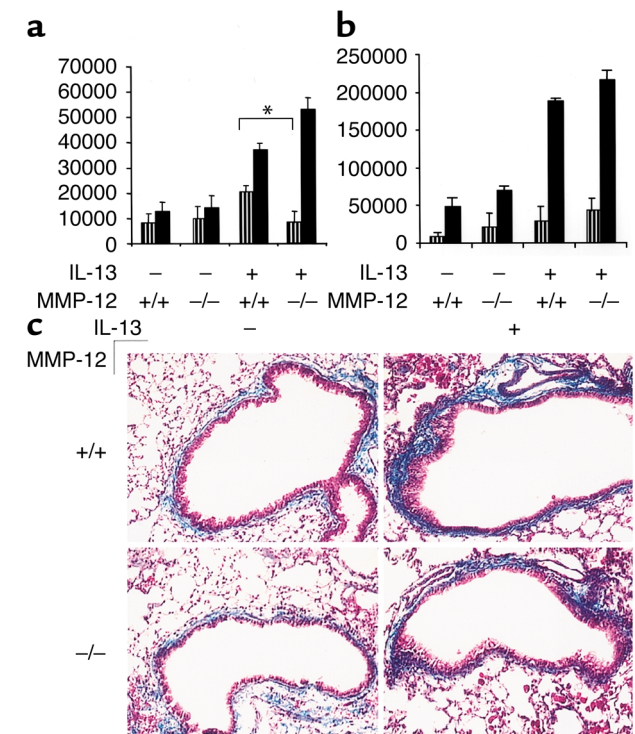 a
70000
60000
50000
40000
30000
20000
10000
0
*
IL-13 – – + +
MMP-12 +/+ –/– +/+ –/–
b
250000
200000
150000
100000
50000
0
IL-13 – – + +
MMP-12 +/+ –/– +/+ –/–
c IL-13 – +
MMP-12
+/+
–/–